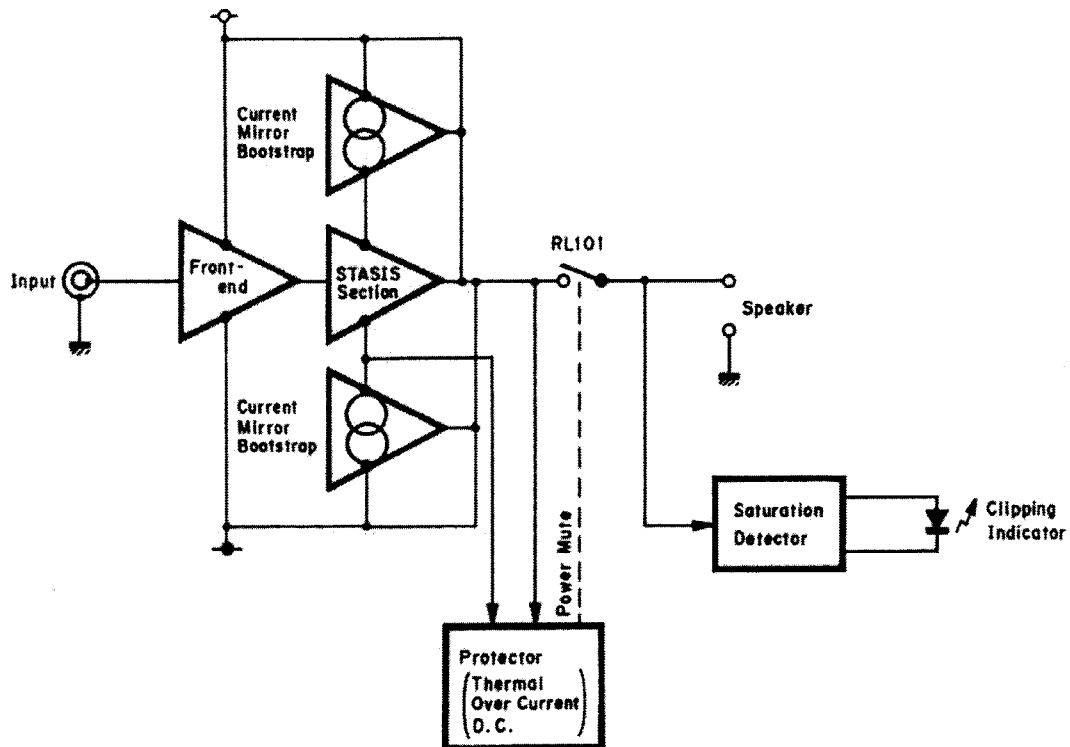 Current
Mirror
Bootstrap
Input
Front-
end
STASIS
Section
RL101
Speaker
Current
Mirror
Bootstrap
Power Mute
Saturation
Detector
Clipping
Indicator
Protector
Thermal
Over Current
D.C.